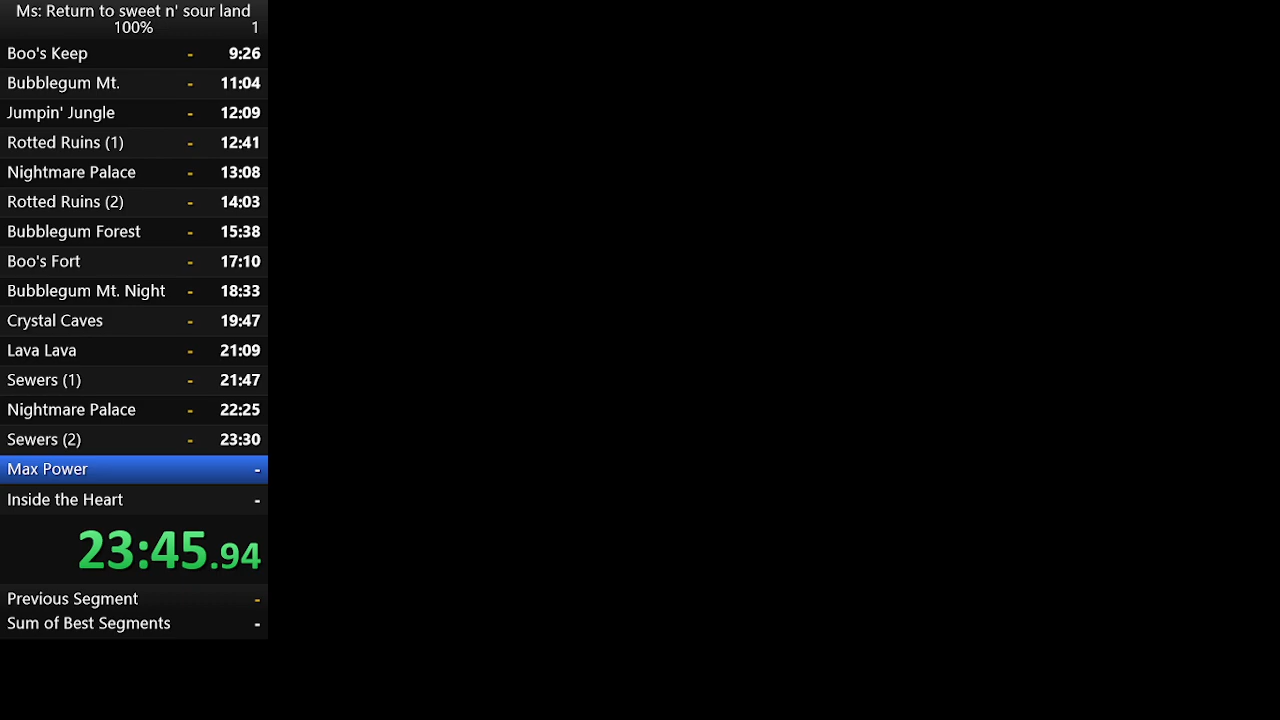 Ms: Return to sweet n' sour land
100% 1
Boo's Keep - 9:26
Bubblegum Mt. - 11:04
Jumpin' Jungle - 12:09
Rotted Ruins (1) - 12:41
Nightmare Palace - 13:08
Rotted Ruins (2) - 14:03
Bubblegum Forest - 15:38
Boo's Fort - 17:10
Bubblegum Mt. Night - 18:33
Crystal Caves - 19:47
Lava Lava - 21:09
Sewers (1) - 21:47
Nightmare Palace - 22:25
Sewers (2) - 23:30
Max Power -
Inside the Heart -
23:45.94
Previous Segment -
Sum of Best Segments -